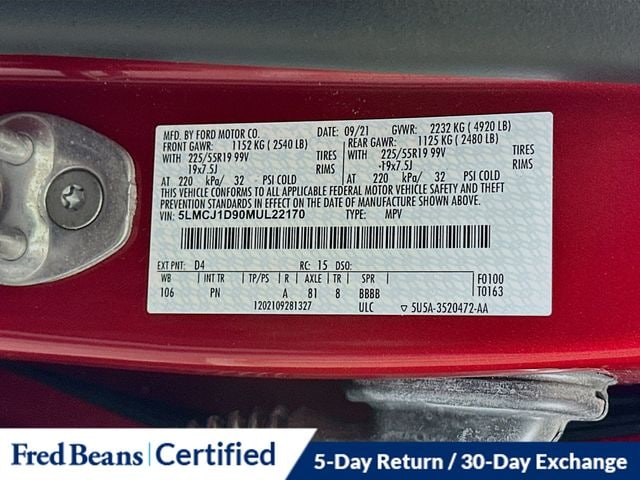 MFD. BY FORD MOTOR CO. DATE: 09/21 GVWR: 2232 KG ( 4920 LB)
FRONT GAWR: 1152 KG ( 2540 LB) REAR GAWR: 1125 KG ( 2480 LB)
WITH 225/55R19 99V TIRES WITH 225/55R19 99V TIRES
-19x7.5J RIMS -19x7.5J RIMS
AT 220 kPa/ 32 PSI COLD AT 220 kPa/ 32 PSI COLD
THIS VEHICLE CONFORMS TO ALL APPLICABLE FEDERAL MOTOR VEHICLE SAFETY AND THEFT
PREVENTION STANDARDS IN EFFECT ON THE DATE OF MANUFACTURE SHOWN ABOVE.
VIN: 5LMCJ1D90MUL22170 TYPE: MPV
EXT PNT: D4 RC: 15 DSO:
WB INT TR TP/PS R AXLE TR SPR F0100
106 PN A 81 8 BBBB T0163
1202109281327 ULC 5U5A-3520472-AA
Fred Beans Certified
5-Day Return / 30-Day Exchange